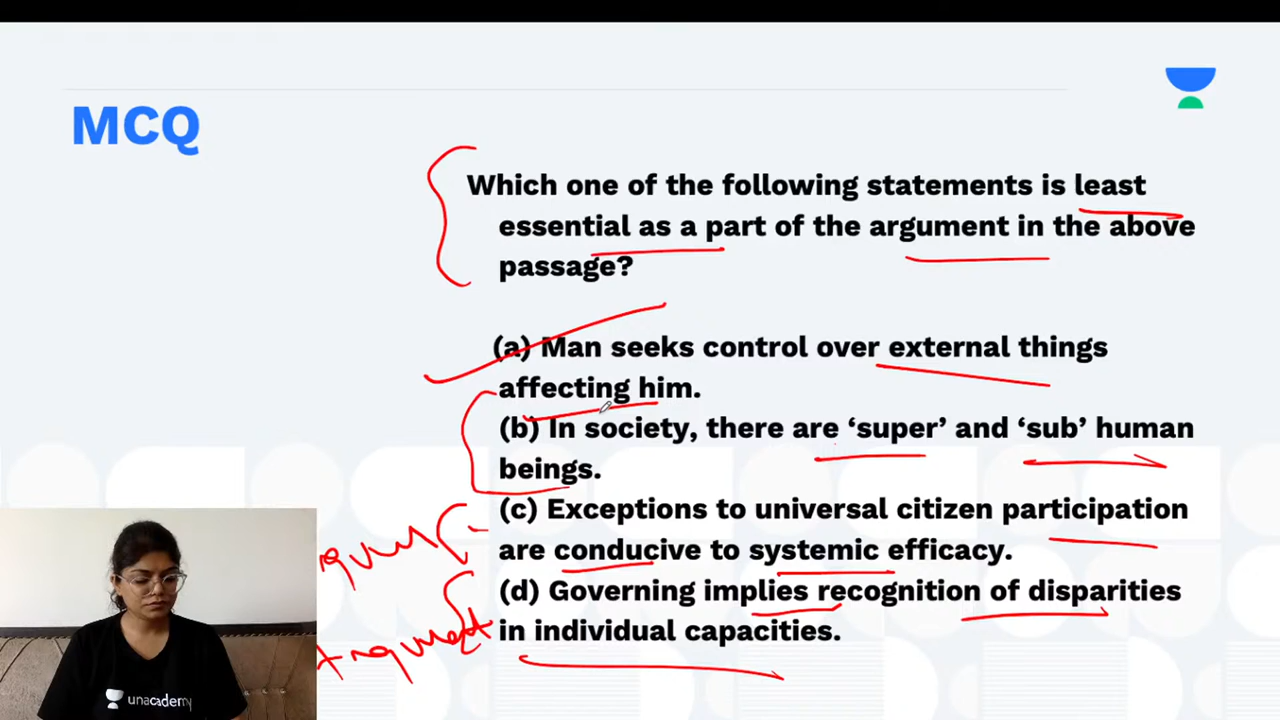 MCQ
Which one of the following statements is least
essential as a part of the argument in the above
passage?
(a) Man seeks control over external things
affecting him.
(b) In society, there are ‘super’ and ‘sub’ human
beings.
(c) Exceptions to universal citizen participation
are conducive to systemic efficacy.
(d) Governing implies recognition of disparities
in individual capacities.
unacademy